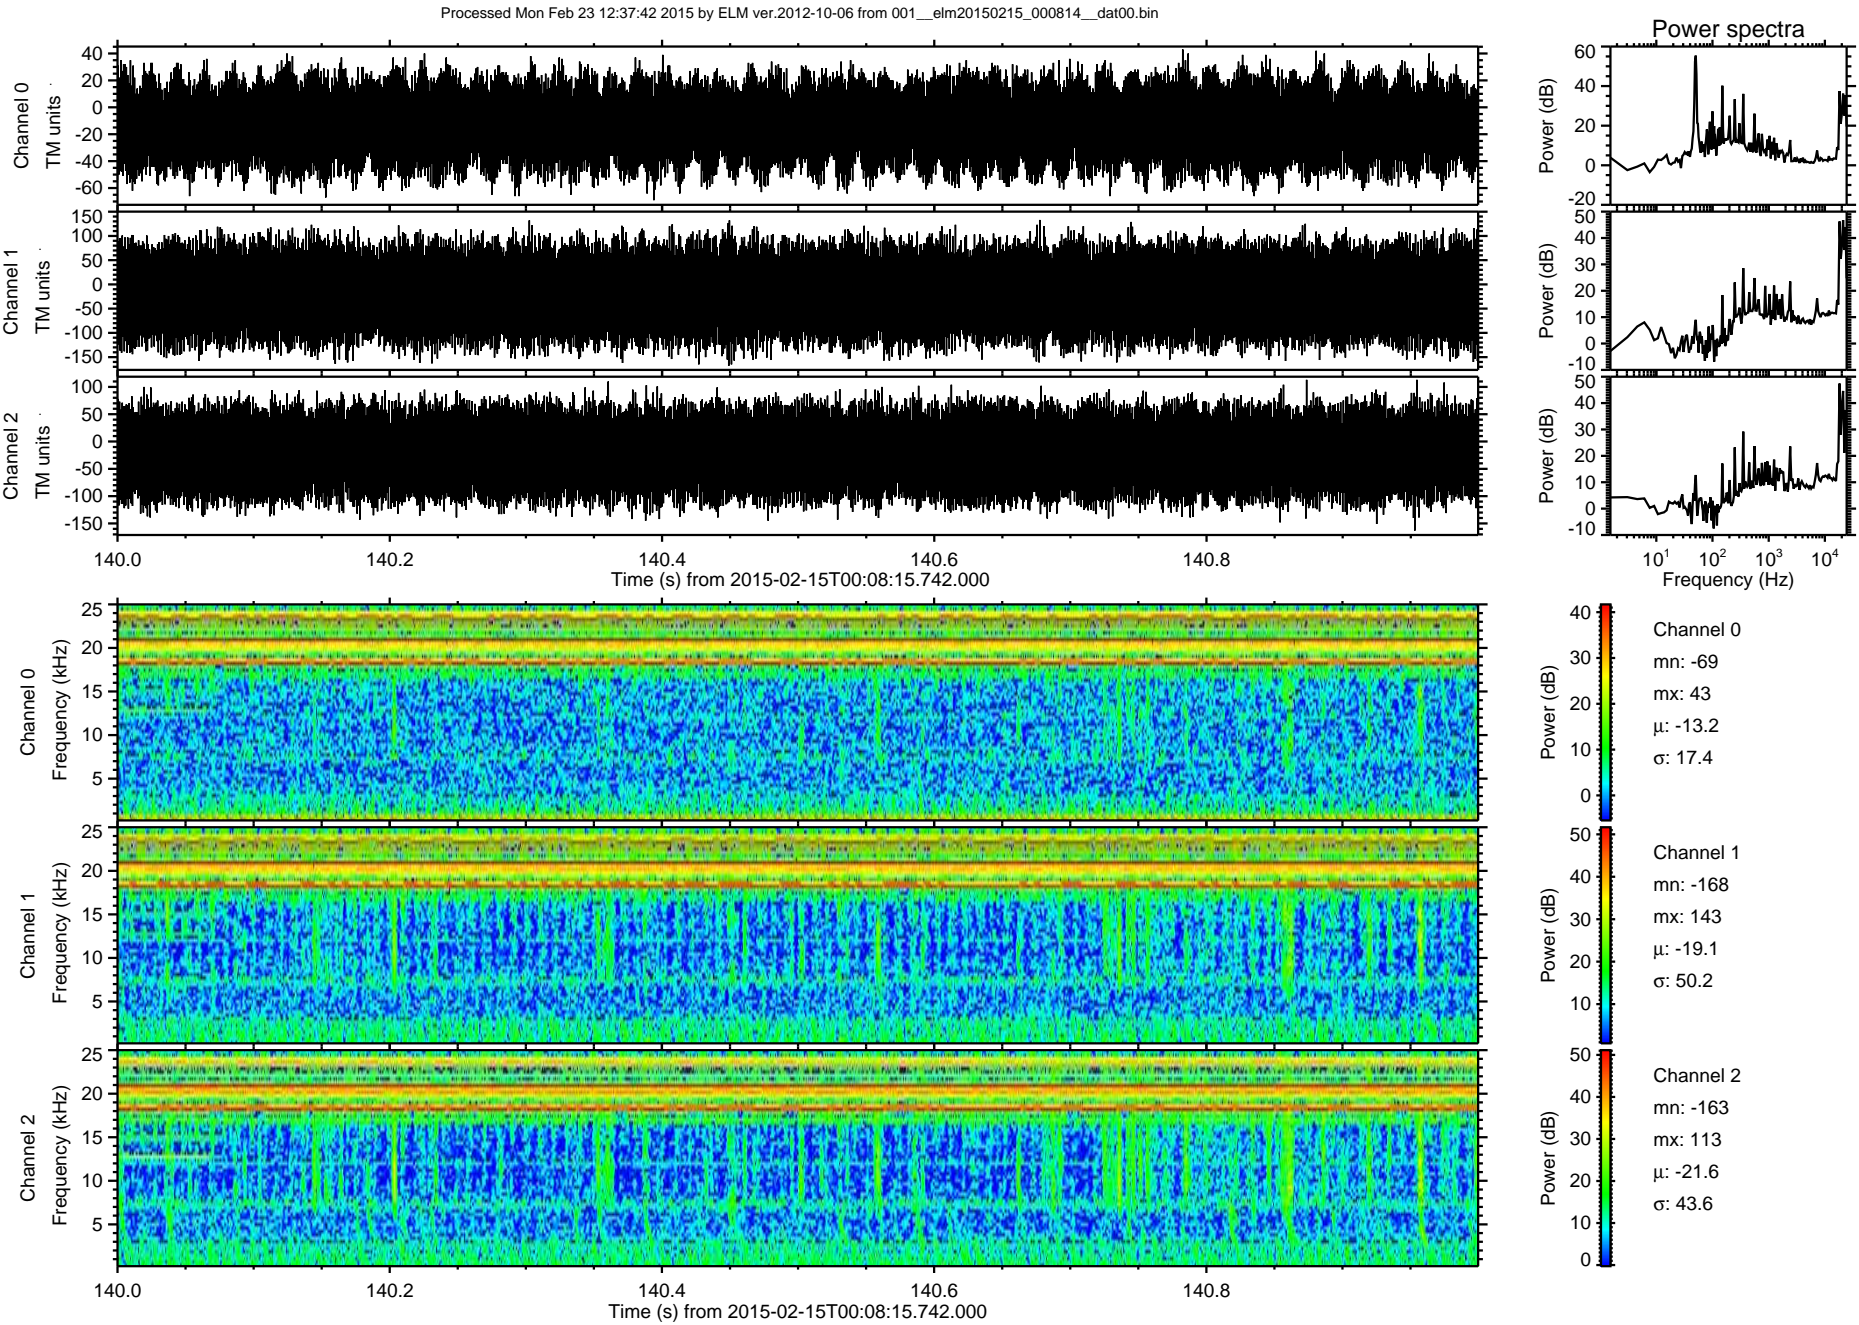 Processed Mon Feb 23 12:37:42 2015 by ELM ver.2012-10-06 from 001__elm20150215_000814__dat00.bin
Power spectra
Channel 0
TM units
40
20
0
-20
-40
-60
Power (dB)
60
40
20
0
-20
Channel 1
TM units
150
100
50
0
-50
-100
-150
Power (dB)
50
40
30
20
10
0
-10
Channel 2
TM units
100
50
0
-50
-100
-150
Power (dB)
50
40
30
20
10
0
-10
140.0 140.2 140.4 140.6 140.8
Time (s) from 2015-02-15T00:08:15.742.000
10^1 10^2 10^3 10^4
Frequency (Hz)
Channel 0
Frequency (kHz)
25
20
15
10
5
Power (dB)
40
30
20
10
0
Channel 0
mn: -69
mx: 43
μ: -13.2
σ: 17.4
Channel 1
Frequency (kHz)
25
20
15
10
5
Power (dB)
50
40
30
20
10
Channel 1
mn: -168
mx: 143
μ: -19.1
σ: 50.2
Channel 2
Frequency (kHz)
25
20
15
10
5
Power (dB)
50
40
30
20
10
0
Channel 2
mn: -163
mx: 113
μ: -21.6
σ: 43.6
140.0 140.2 140.4 140.6 140.8
Time (s) from 2015-02-15T00:08:15.742.000